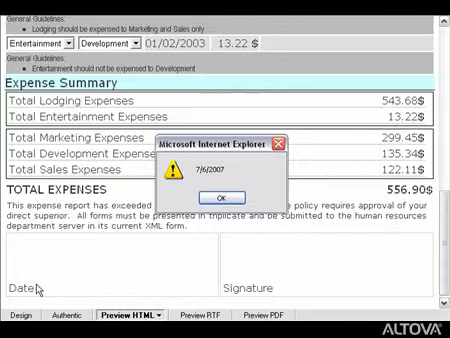 General Guidelines:
• Lodging should be expensed to Marketing and Sales only
Entertainment Development 01/02/2003 13.22 $
General Guidelines:
• Entertainment should not be expensed to Development
Expense Summary
Total Lodging Expenses 543.68$
Total Entertainment Expenses 13.22$
Total Marketing Expenses 299.45$
Total Development Expenses 135.34$
Total Sales Expenses 122.11$
Microsoft Internet Explorer
7/6/2007
OK
TOTAL EXPENSES 556.90$
This expense report has exceeded the policy requires approval of your
direct superior. All forms must be presented in triplicate and be submitted to the human resources
department server in its current XML form.
Date Signature
Design Authentic Preview HTML Preview RTF Preview PDF
ALTOVA